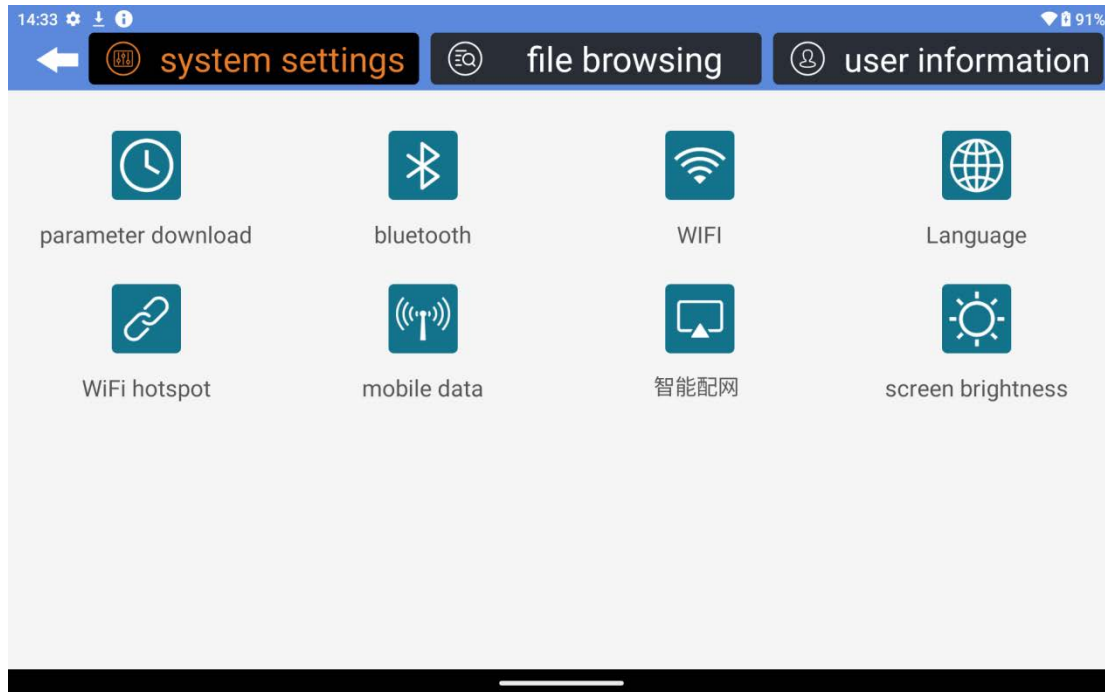 14:33
91%
system settings
file browsing
user information
parameter download
bluetooth
WIFI
Language
WiFi hotspot
mobile data
智能配网
screen brightness